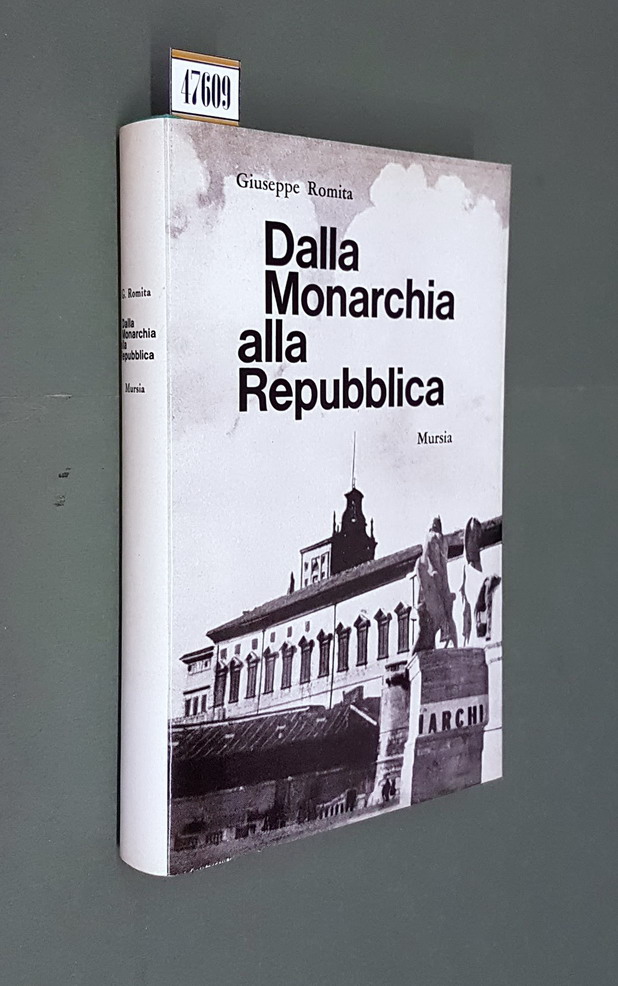 47609
Giuseppe Romita
Dalla
Monarchia
alla
Repubblica
Mursia
G. Romita
Dalla
Monarchia
alla
Repubblica
Mursia
IARCHI